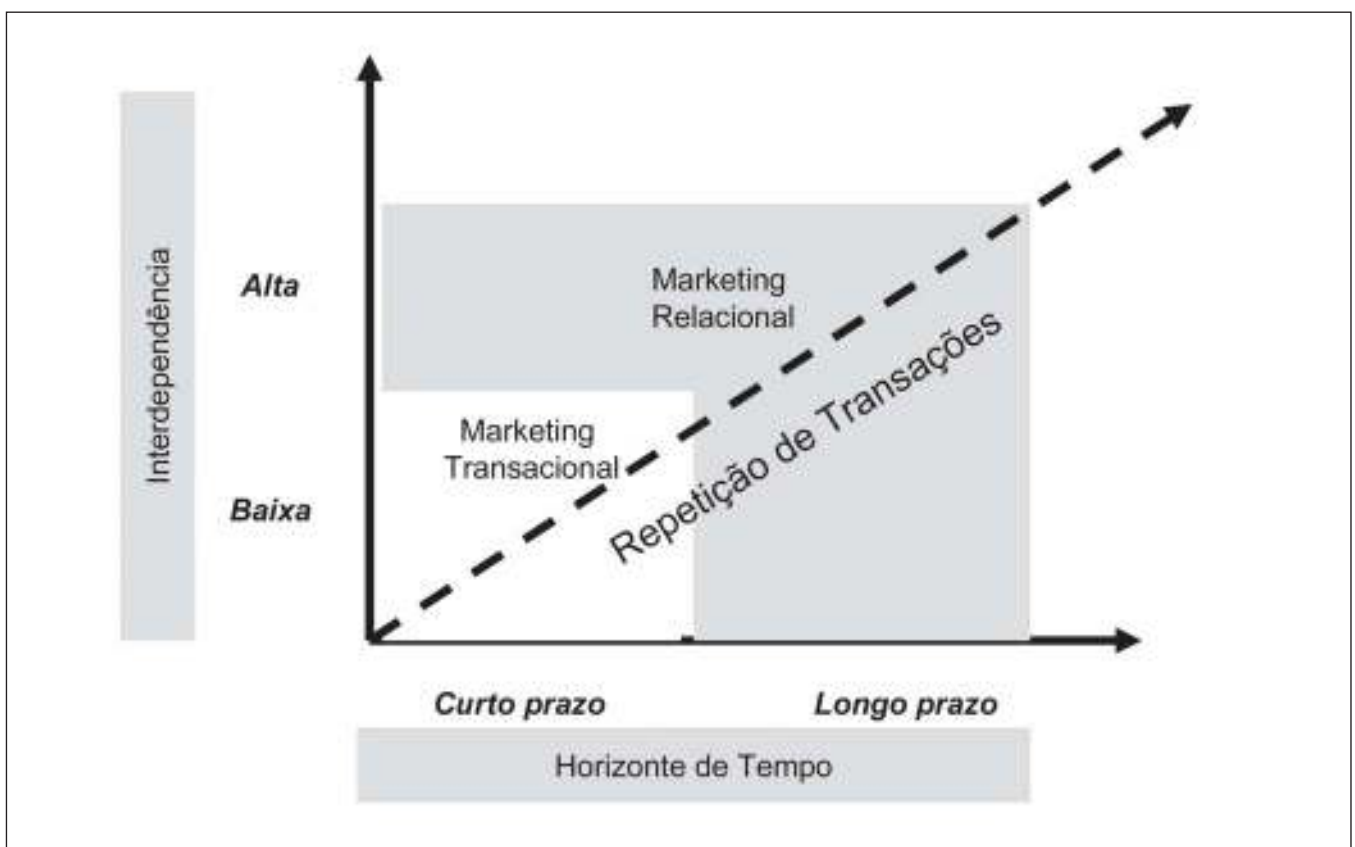 Interdependência
Alta
Baixa
Marketing
Relacional
Marketing
Transacional
Repetição de Transações
Curto prazo
Longo prazo
Horizonte de Tempo